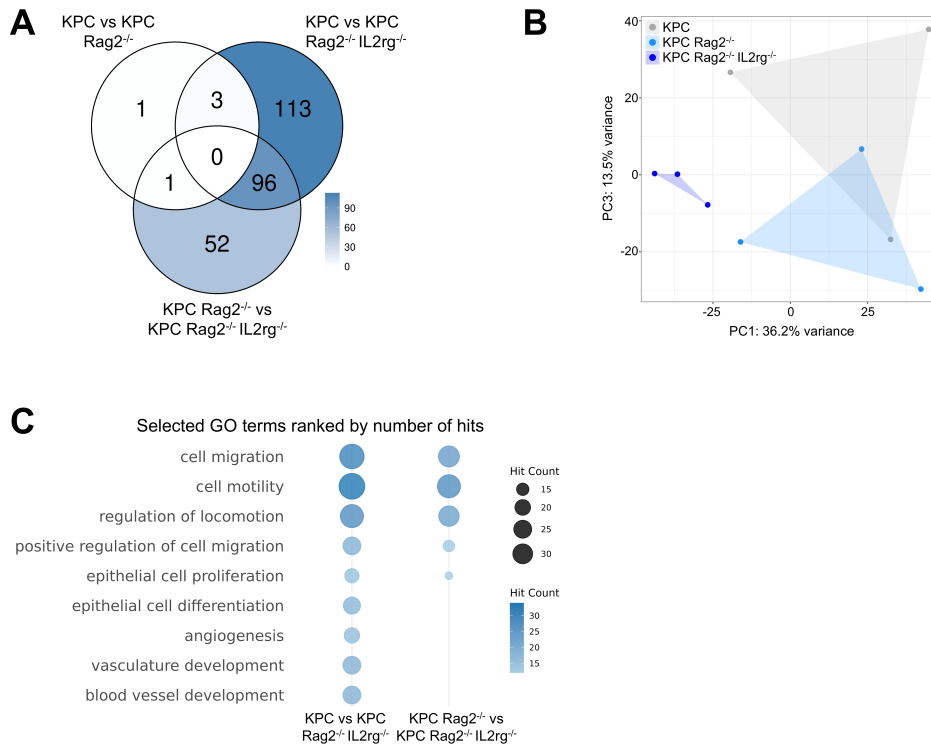 A
KPC vs KPC
Rag2-/-
KPC vs KPC
Rag2-/- IL2rg-/-
1
3
113
0
1
96
52
90
60
30
0
KPC Rag2-/- vs
KPC Rag2-/- IL2rg-/-
B
KPC
KPC Rag2-/-
KPC Rag2-/- IL2rg-/-
40
20
0
-20
PC3: 13.5% variance
-25
0
25
PC1: 36.2% variance
C
Selected GO terms ranked by number of hits
cell migration
cell motility
regulation of locomotion
positive regulation of cell migration
epithelial cell proliferation
epithelial cell differentiation
angiogenesis
vasculature development
blood vessel development
KPC vs KPC
Rag2-/- IL2rg-/-
KPC Rag2-/- vs
KPC Rag2-/- IL2rg-/-
Hit Count
15
20
25
30
Hit Count
30
25
20
15